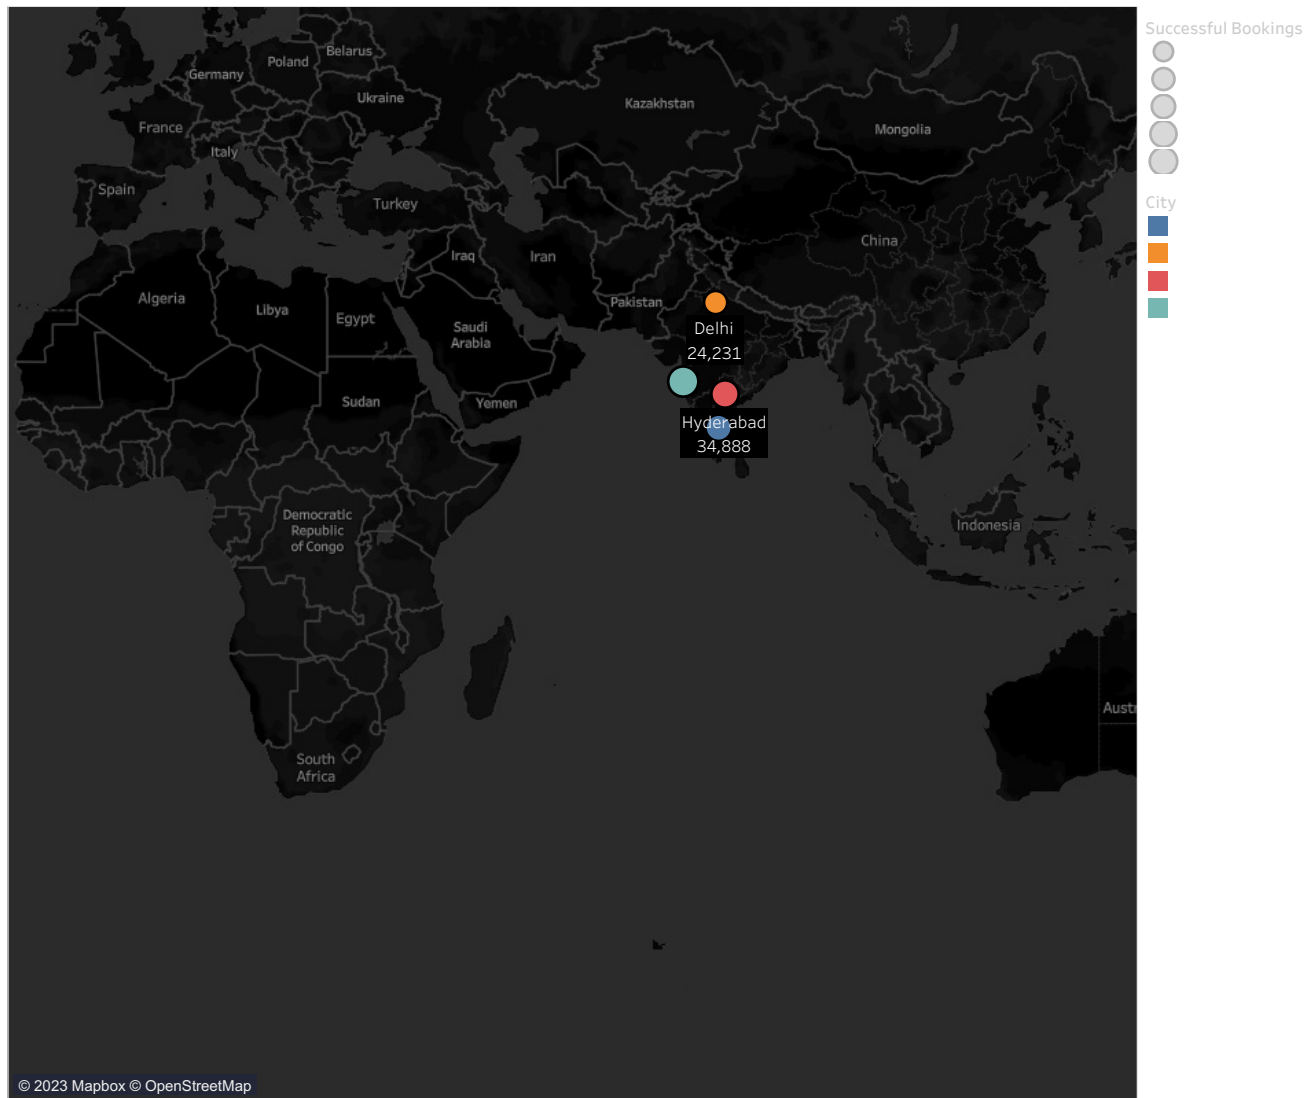 Successful Bookings
City
Belarus
Poland
Germany
Ukraine
France
Italy
Spain
Turkey
Kazakhstan
Mongolia
China
Iraq
Iran
Pakistan
Algeria
Libya
Egypt
Saudi
Arabia
Sudan
Yemen
Delhi
24,231
Hyderabad
34,888
Democratic
Republic
of Congo
Indonesia
South
Africa
Austr
© 2023 Mapbox © OpenStreetMap